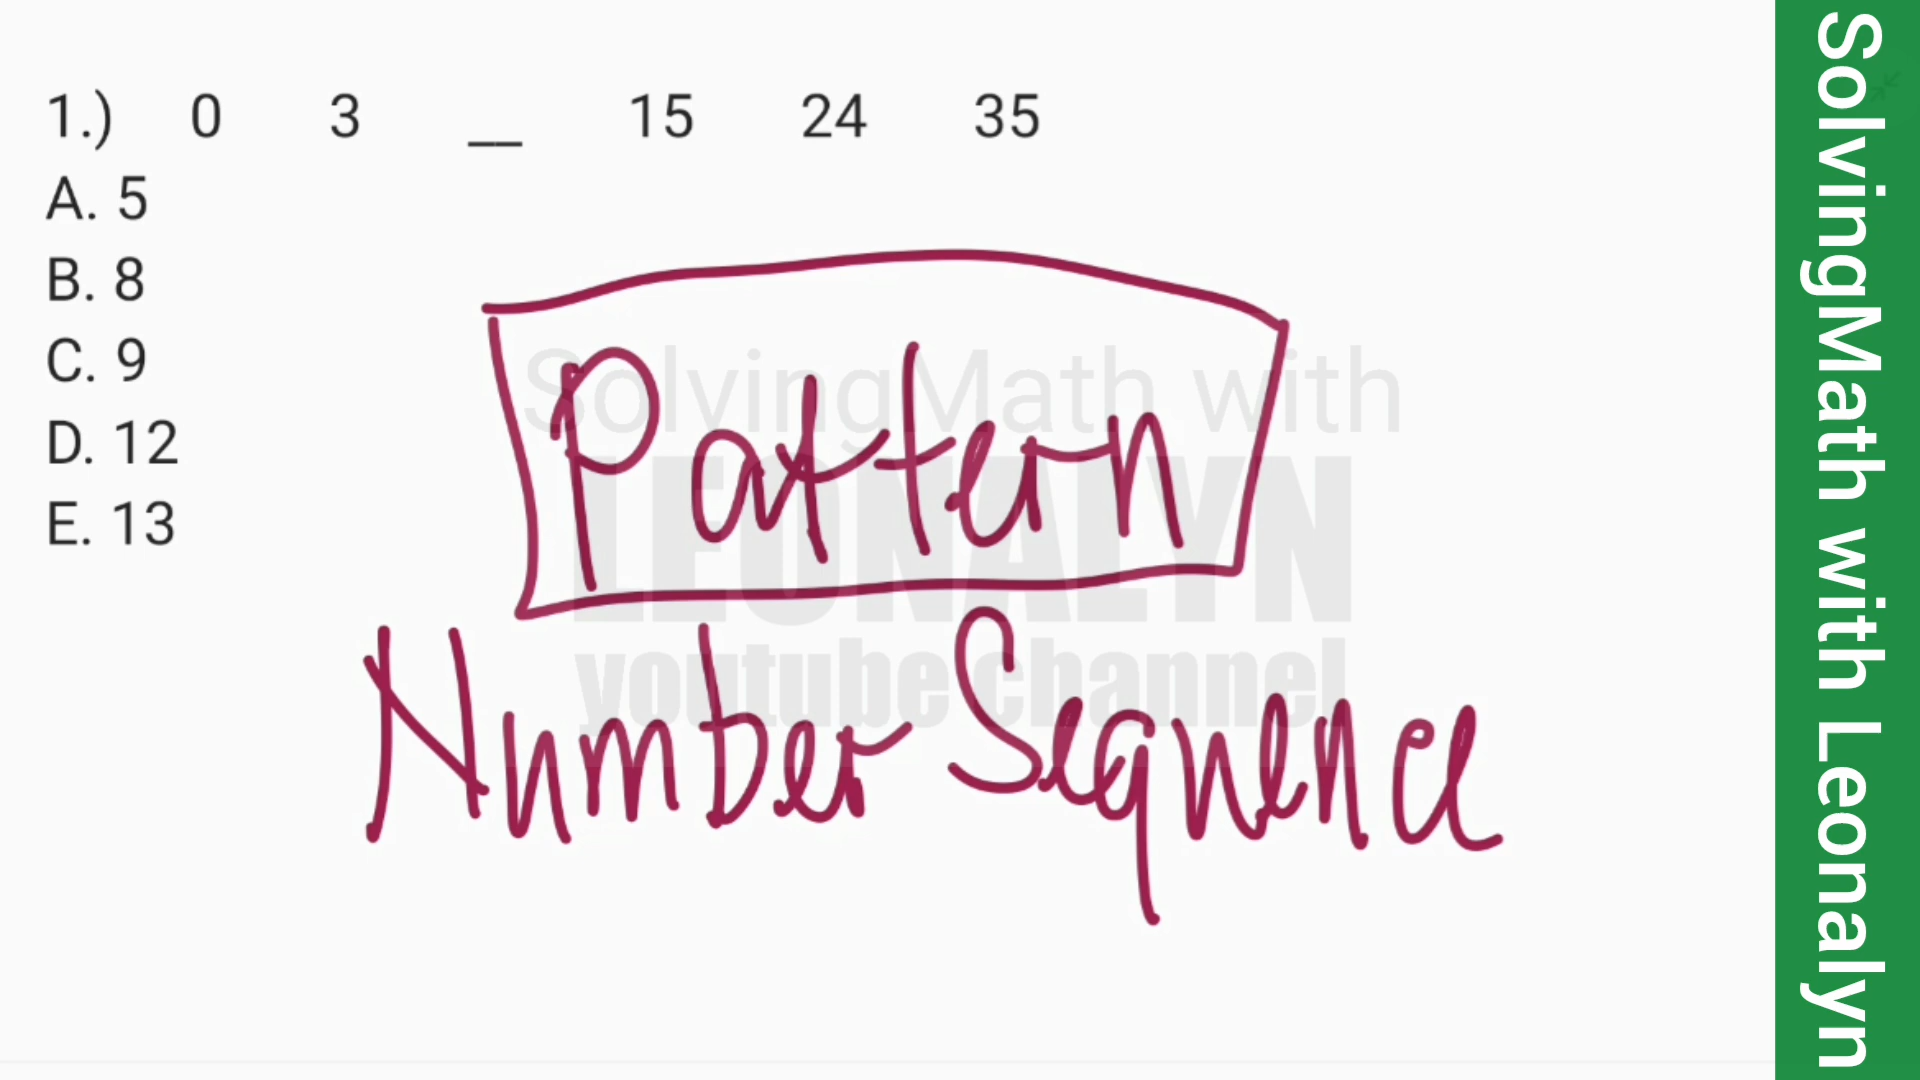 1.) 0 3 __ 15 24 35
A. 5
B. 8
C. 9
D. 12
E. 13
Pattern
Number Sequence
SolvingMath with
LEONALYN
youtube channel
SolvingMath with Leonalyn